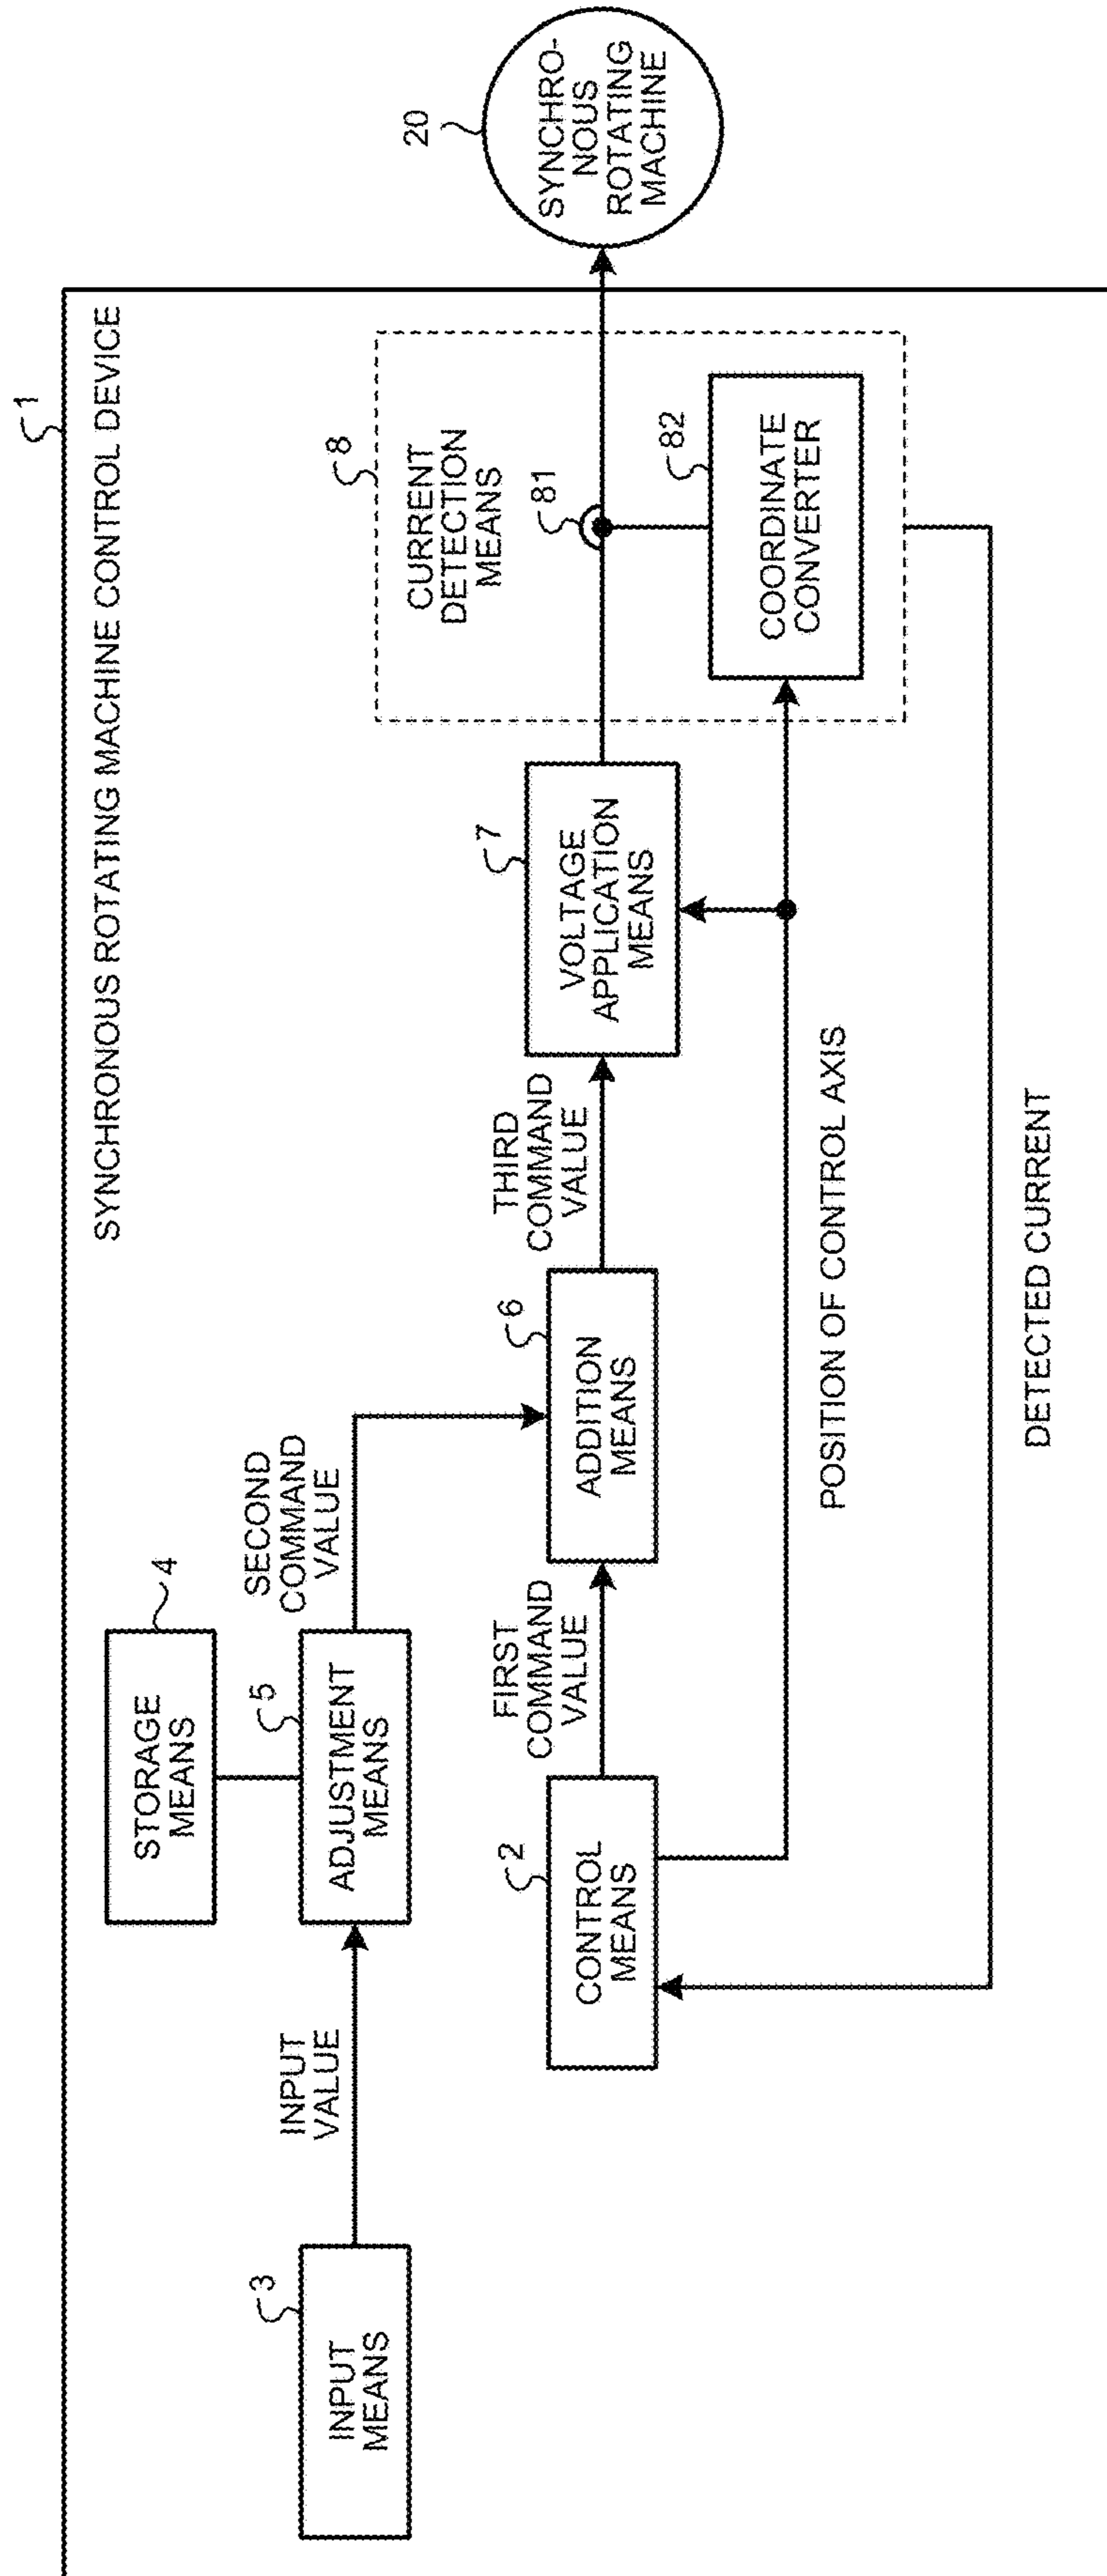 1
SYNCHRONOUS ROTATING MACHINE CONTROL DEVICE
4
STORAGE
MEANS
3
INPUT
MEANS
INPUT
VALUE
5
ADJUSTMENT
MEANS
SECOND
COMMAND
VALUE
2
CONTROL
MEANS
FIRST
COMMAND
VALUE
6
ADDITION
MEANS
THIRD
COMMAND
VALUE
7
VOLTAGE
APPLICATION
MEANS
8
CURRENT
DETECTION
MEANS
81
82
COORDINATE
CONVERTER
20
SYNCHRO-
NOUS
ROTATING
MACHINE
POSITION OF CONTROL AXIS
DETECTED CURRENT